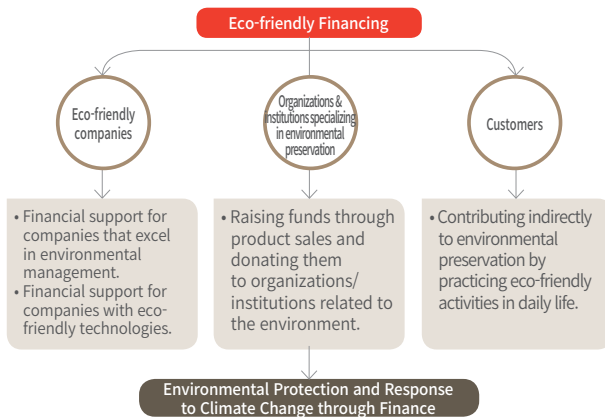 Eco-friendly Financing
Eco-friendly
companies
Organizations &
institutions specializing
in environmental
preservation
Customers
• Financial support for
companies that excel
in environmental
management.
• Financial support for
companies with eco-
friendly technologies.
• Raising funds through
product sales and
donating them
to organizations/
institutions related to
the environment.
• Contributing indirectly
to environmental
preservation by
practicing eco-friendly
activities in daily life.
Environmental Protection and Response
to Climate Change through Finance